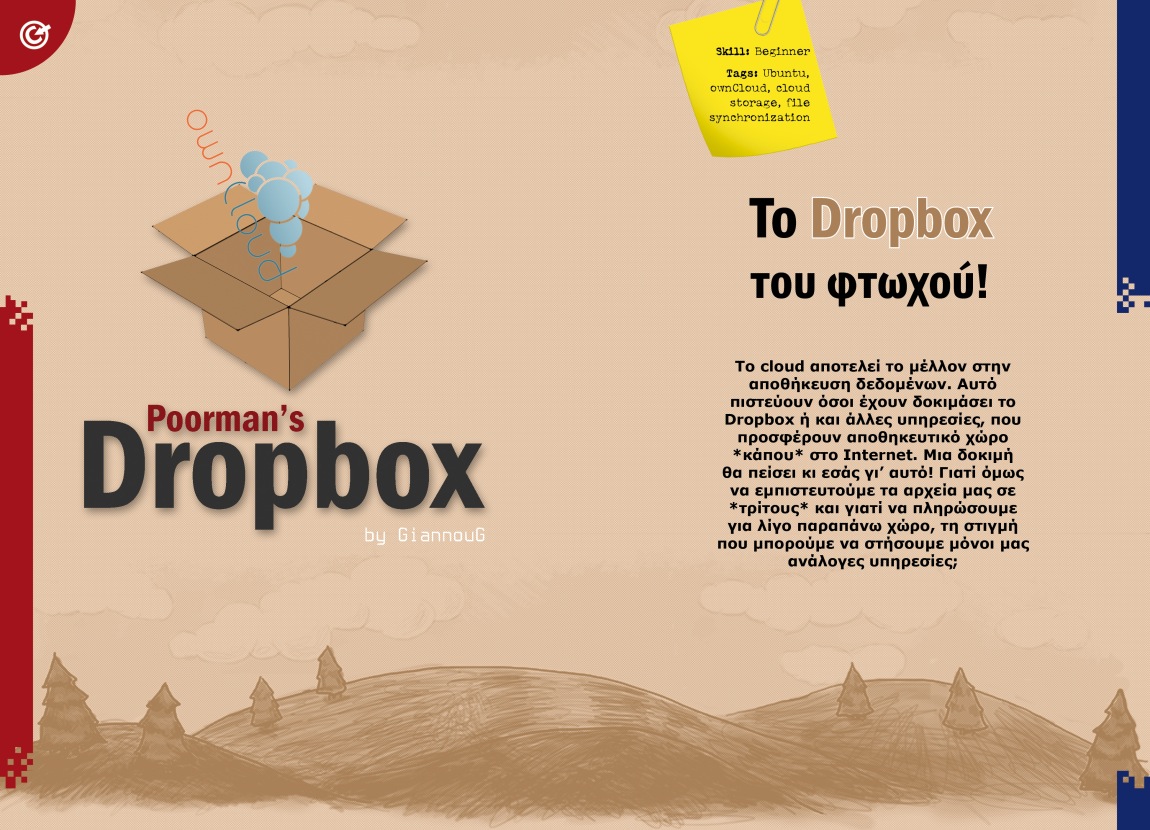 ownCloud
Poorman's
Dropbox
by GiannouG
Skill: Beginner
Tags: Ubuntu,
ownCloud, cloud
storage, file
synchronization
Το Dropbox
του φτωχού!
Το cloud αποτελεί το μέλλον στην
αποθήκευση δεδομένων. Αυτό
πιστεύουν όσοι έχουν δοκιμάσει το
Dropbox ή και άλλες υπηρεσίες, που
προσφέρουν αποθηκευτικό χώρο
*κάπου* στο Internet. Μια δοκιμή
θα πείσει κι εσάς γι’ αυτό! Γιατί όμως
να εμπιστευτούμε τα αρχεία μας σε
*τρίτους* και γιατί να πληρώσουμε
για λίγο παραπάνω χώρο, τη στιγμή
που μπορούμε να στήσουμε μόνοι μας
ανάλογες υπηρεσίες;